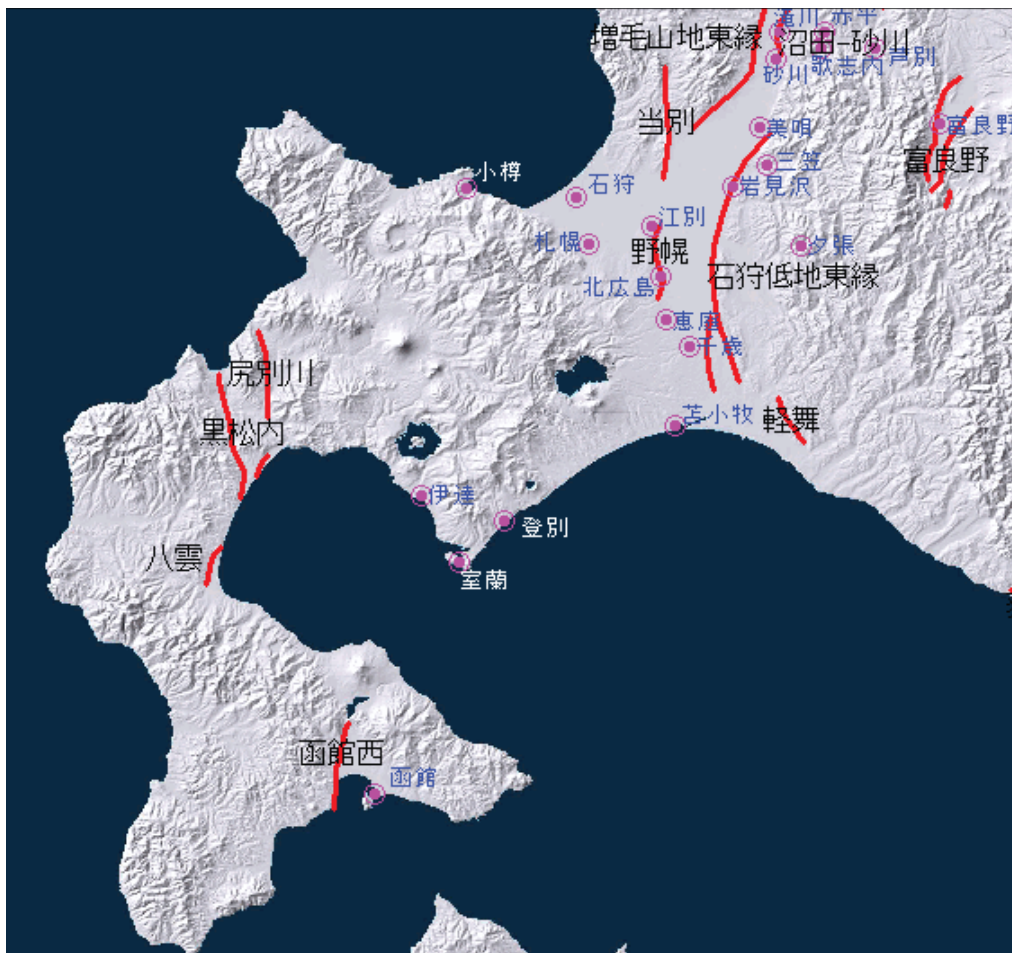 滝川
赤平
増毛山地東縁
沼田-砂川
芦別
砂川
歌志内
当別
美唄
富良野
三笠
富良野
小樽
石狩
岩見沢
江別
札幌
野幌
夕張
北広島
石狩低地東縁
恵庭
千歳
尻別川
苫小牧
軽舞
黒松内
伊達
登別
八雲
室蘭
函館西
函館